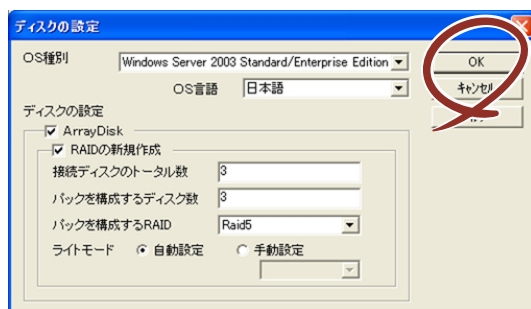 ディスクの設定
OS種別
Windows Server 2003 Standard/Enterprise Edition
OK
OS言語
日本語
キャンセル
ディスクの設定
ArrayDisk
RAIDの新規作成
接続ディスクのトータル数
3
パックを構成するディスク数
3
パックを構成するRAID
Raid5
ライトモード
自動設定
手動設定